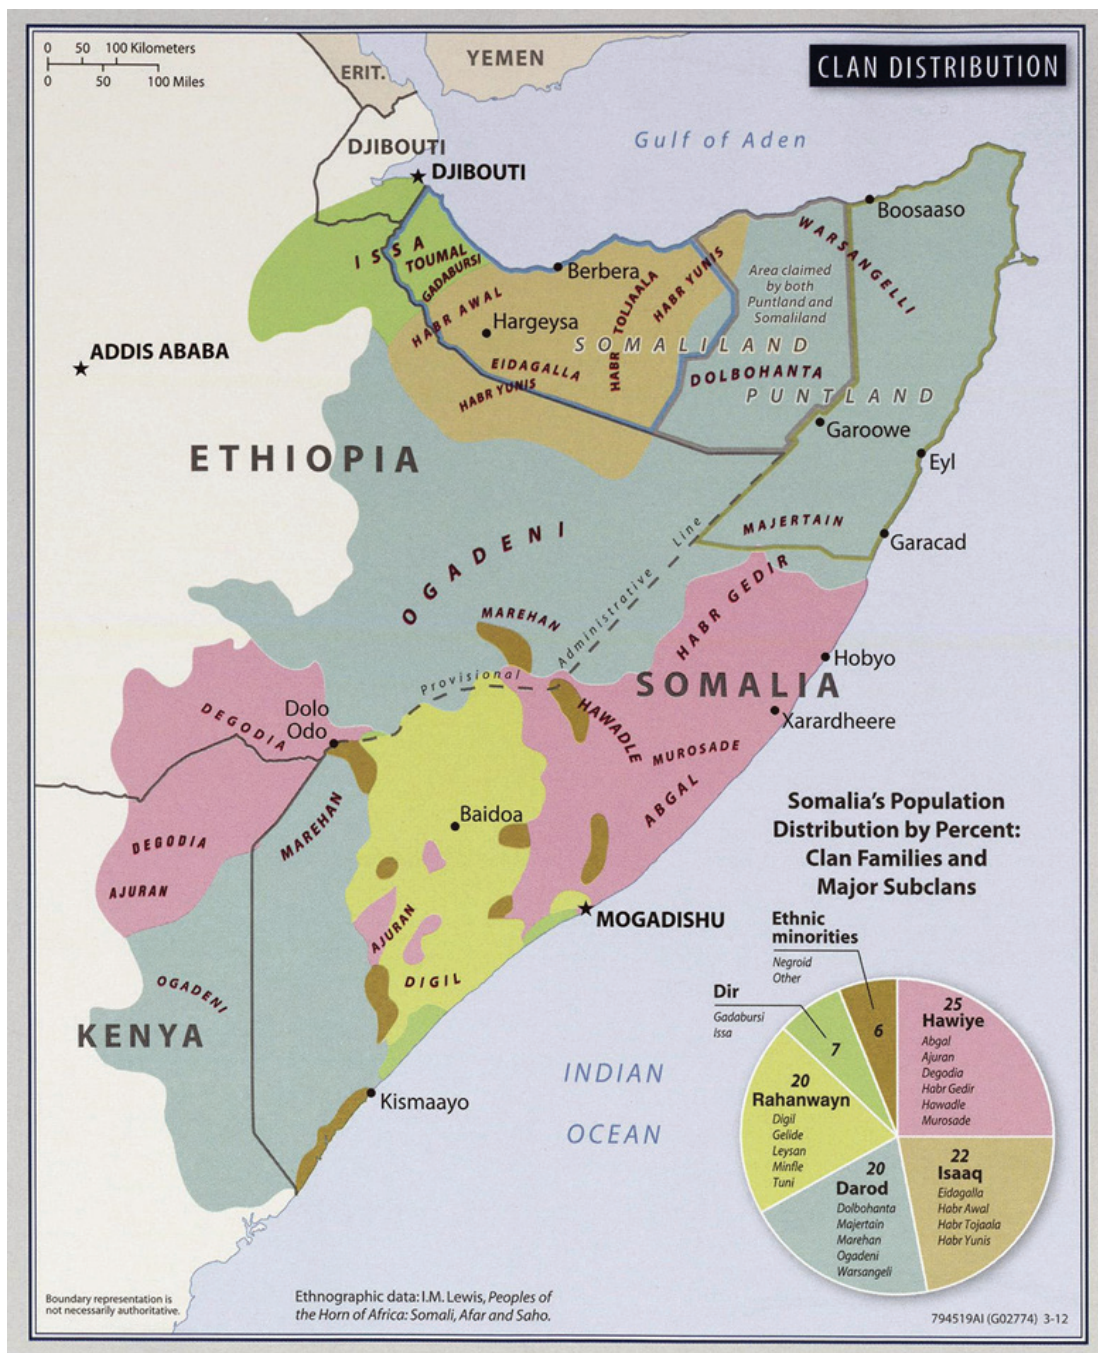 0 50 100 Kilometers
0 50 100 Miles
ERIT.
YEMEN
CLAN DISTRIBUTION
DJIBOUTI
DJIBOUTI
Gulf of Aden
Boosaaso
ISSA
TOUMAL
GADABURSI
WARSANGELLI
Berbera
HABR AWAL
HABR TOLJAALA
HABR YUNIS
Area claimed
by both
Puntland and
Somaliland
Hargeysa
SOMALILAND
ADDIS ABABA
EIDAGALLA
HABR YUNIS
DOLBOHANTA
PUNTLAND
Garoowe
ETHIOPIA
Eyl
OGADENI
MAJERTAIN
Garacad
Provisional Administrative Line
MAREHAN
HABR GEDIR
Hobyo
SOMALIA
DEGODIA
Dolo
Odo
HAWADLE
Xarardheere
MUROSADE
ABGAL
MAREHAN
Baidoa
DEGODIA
AJURAN
AJURAN
MOGADISHU
DIGIL
OGADENI
KENYA
Kismaayo
INDIAN
OCEAN
Somalia's Population
Distribution by Percent:
Clan Families and
Major Subclans
Ethnic
minorities
Negroid
Other
6
Dir
Gadabursi
Issa
7
25
Hawiye
Abgal
Ajuran
Degodia
Habr Gedir
Hawadle
Murosade
20
Rahanwayn
Digil
Gelide
Leysan
Minfle
Tuni
22
Isaaq
Eidagalla
Habr Awal
Habr Tojaala
Habr Yunis
20
Darod
Dolbohanta
Majertain
Marehan
Ogadeni
Warsangeli
Boundary representation is
not necessarily authoritative.
Ethnographic data: I.M. Lewis, Peoples of
the Horn of Africa: Somali, Afar and Saho.
794519AI (G02774) 3-12